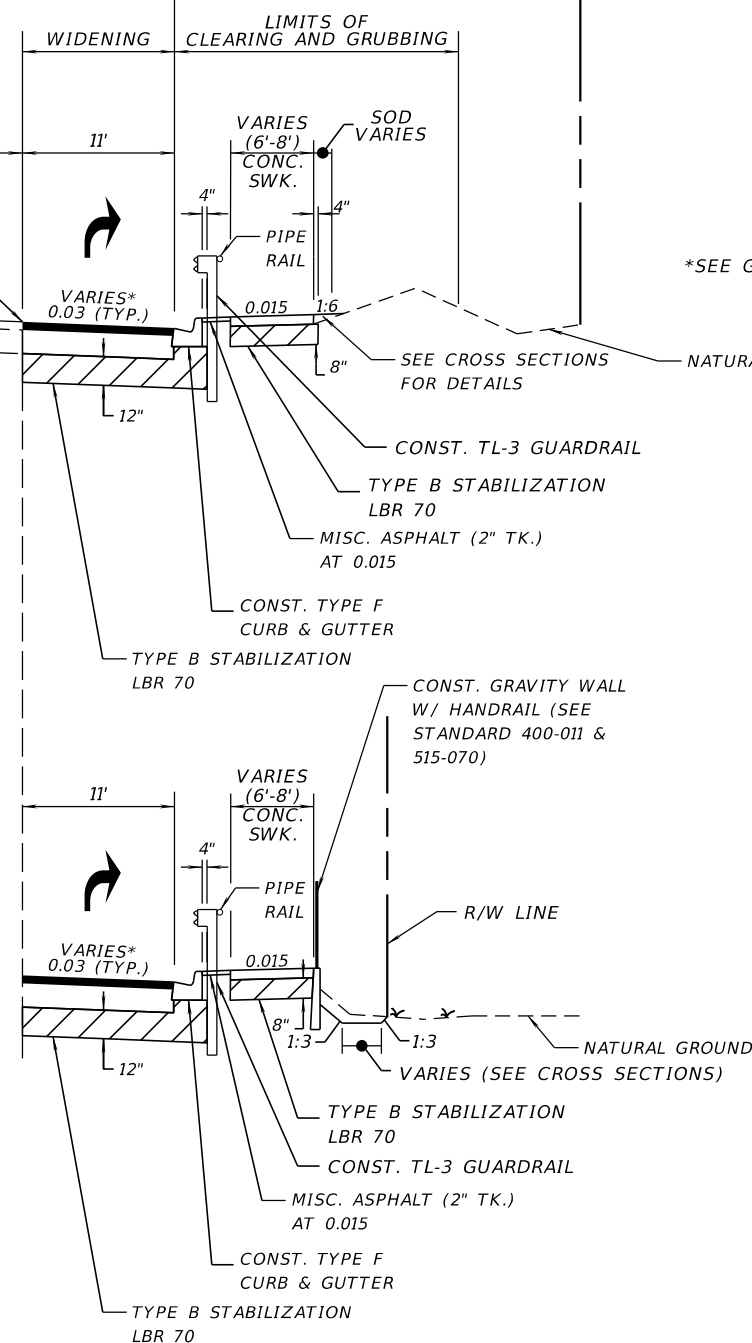 LIMITS OF
WIDENING
CLEARING AND GRUBBING
VARIES
(6'-8')
CONC.
SWK.
SOD
VARIES
11'
4"
4"
PIPE
RAIL
*SEE G
VARIES*
0.03 (TYP.)
0.015
1:6
8"
SEE CROSS SECTIONS
FOR DETAILS
NATURA
12"
CONST. TL-3 GUARDRAIL
TYPE B STABILIZATION
LBR 70
MISC. ASPHALT (2" TK.)
AT 0.015
CONST. TYPE F
CURB & GUTTER
TYPE B STABILIZATION
LBR 70
CONST. GRAVITY WALL
W/ HANDRAIL (SEE
STANDARD 400-011 &
515-070)
VARIES
(6'-8')
CONC.
SWK.
11'
4"
PIPE
RAIL
R/W LINE
VARIES*
0.03 (TYP.)
0.015
8"
1:3
1:3
NATURAL GROUND
12"
VARIES (SEE CROSS SECTIONS)
TYPE B STABILIZATION
LBR 70
CONST. TL-3 GUARDRAIL
MISC. ASPHALT (2" TK.)
AT 0.015
CONST. TYPE F
CURB & GUTTER
TYPE B STABILIZATION
LBR 70